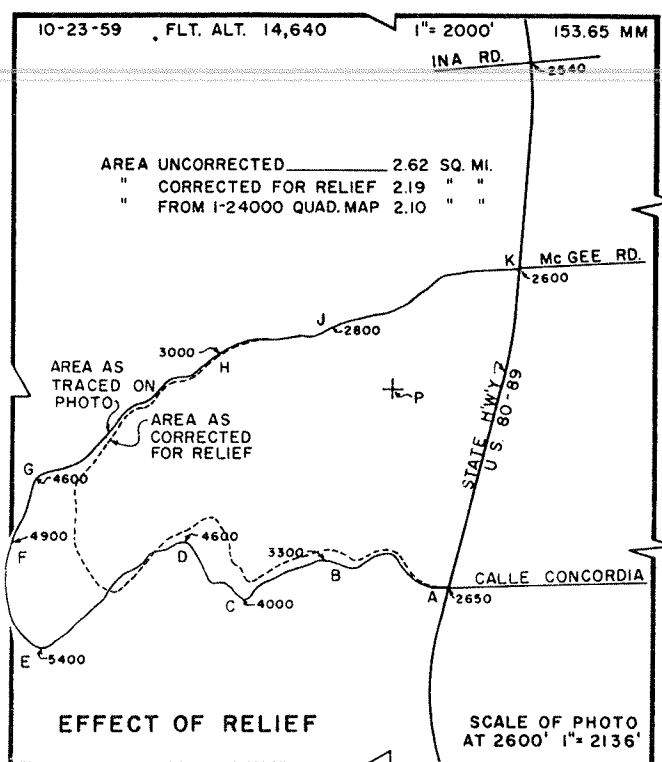 10-23-59 FLT. ALT. 14,640 1"= 2000' 153.65 MM
INA RD.
2540
AREA UNCORRECTED________ 2.62 SQ. MI.
" CORRECTED FOR RELIEF 2.19 " "
" FROM 1-24000 QUAD. MAP 2.10 " "
K Mc GEE RD.
2600
J
2800
3000
H
AREA AS
TRACED ON
PHOTO
P
AREA AS
CORRECTED
FOR RELIEF
STATE H'W'Y 7
U S. 80-89
G
4600
4900
F
4600
D
3300
B
CALLE CONCORDIA
A
2650
C
4000
E
5400
EFFECT OF RELIEF
SCALE OF PHOTO
AT 2600' 1"= 2136'